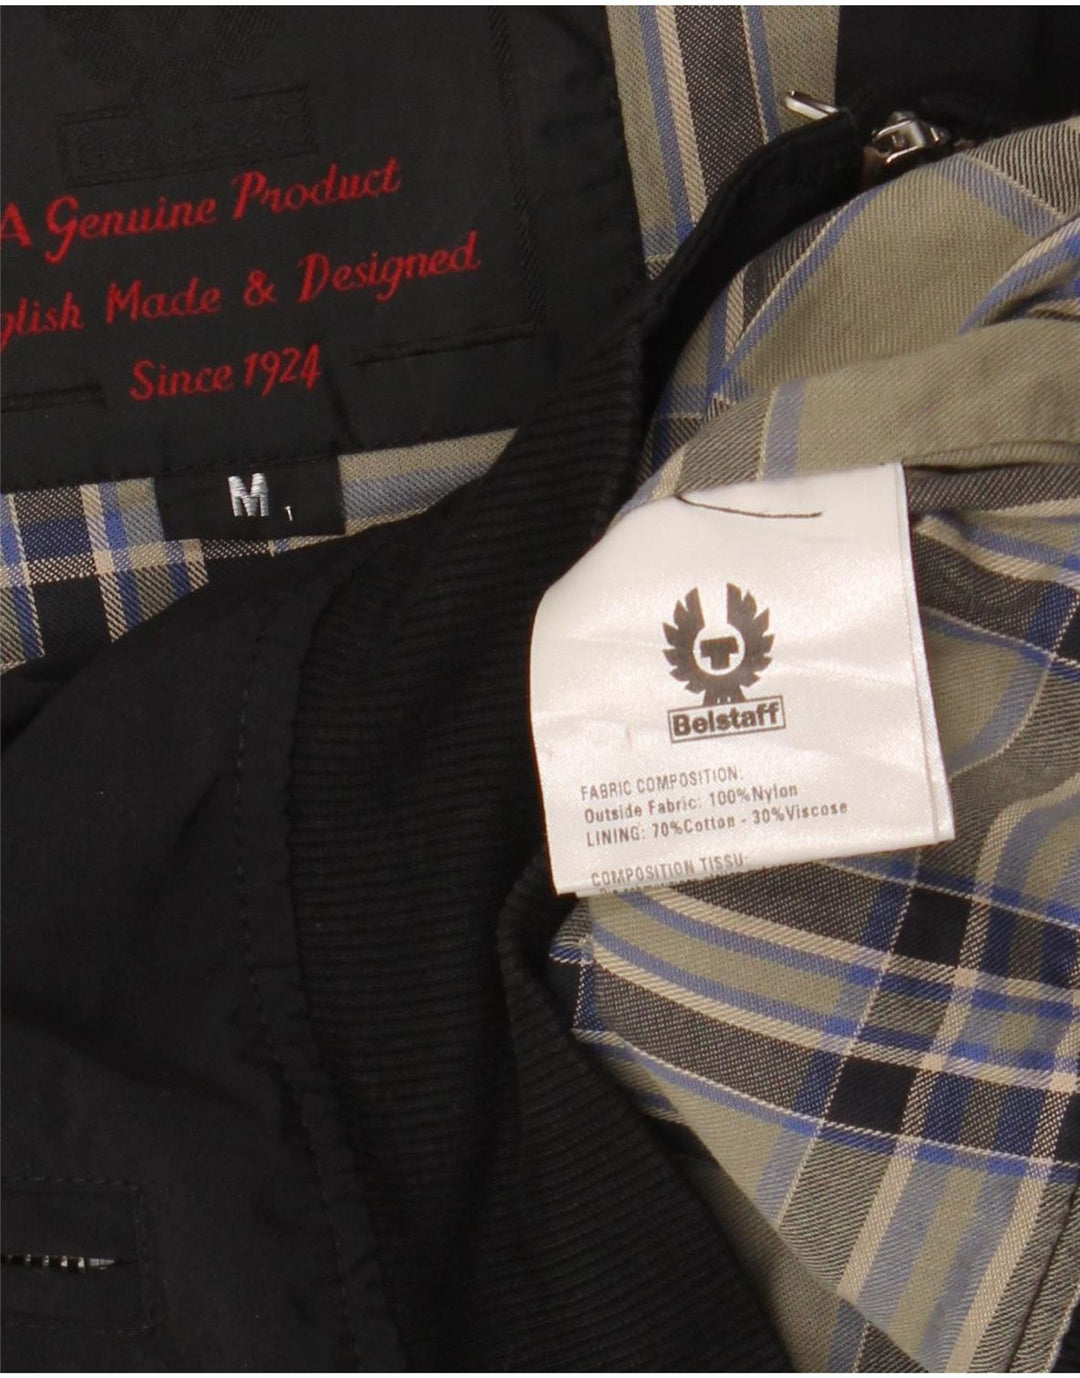 A Genuine Product
glish Made & Designed
Since 1924
M
Belstaff
FABRIC COMPOSITION:
Outside Fabric: 100%Nylon
LINING: 70%Cotton - 30%Viscose
COMPOSITION TISSU